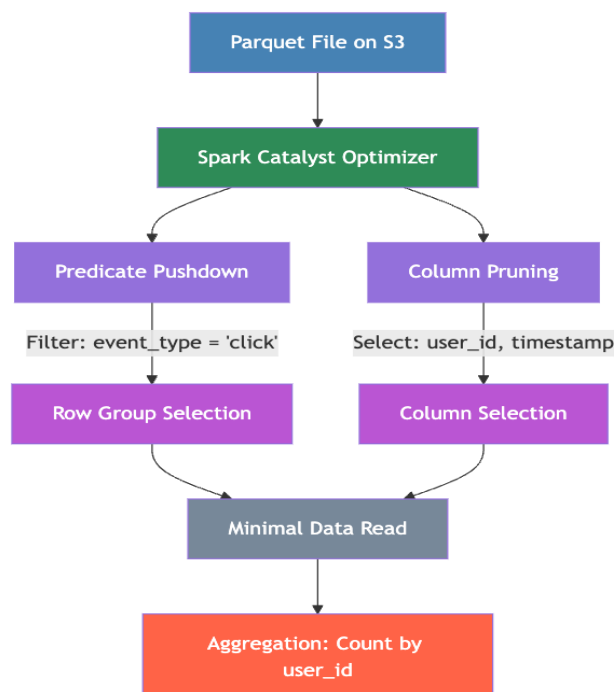 Parquet File on S3
Spark Catalyst Optimizer
Predicate Pushdown
Column Pruning
Filter: event_type = 'click'
Select: user_id, timestamp
Row Group Selection
Column Selection
Minimal Data Read
Aggregation: Count by
user_id